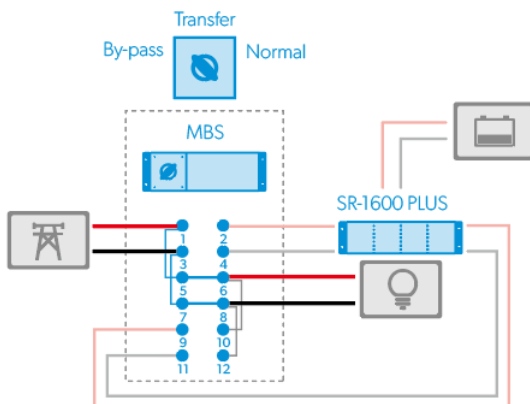 Transfer
By-pass
Normal
MBS
SR-1600 PLUS
1 2
3 4
5 6
7 8
9 10
11 12